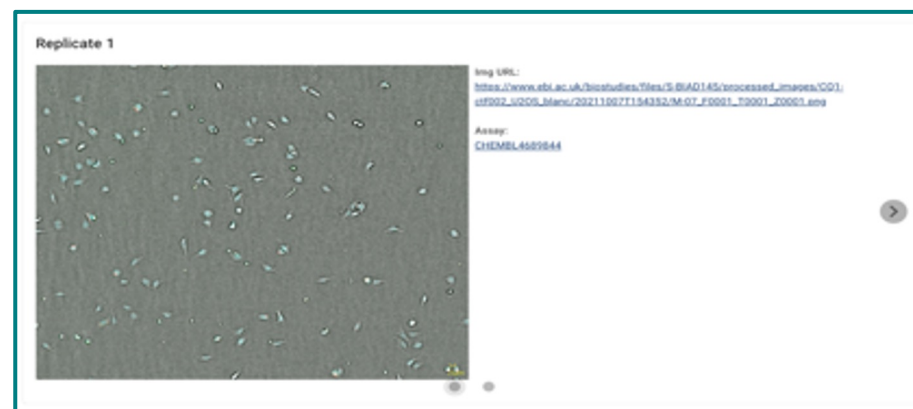 Replicate 1
Img URL:
https://www.ebi.ac.uk/biostudies/files/S-BIAD145/processed_images/CQ1-
ctf002_U2OS_blanc/20211007T154352/M-07_F0001_T0001_Z0001.png
Assay:
CHEMBL4689844